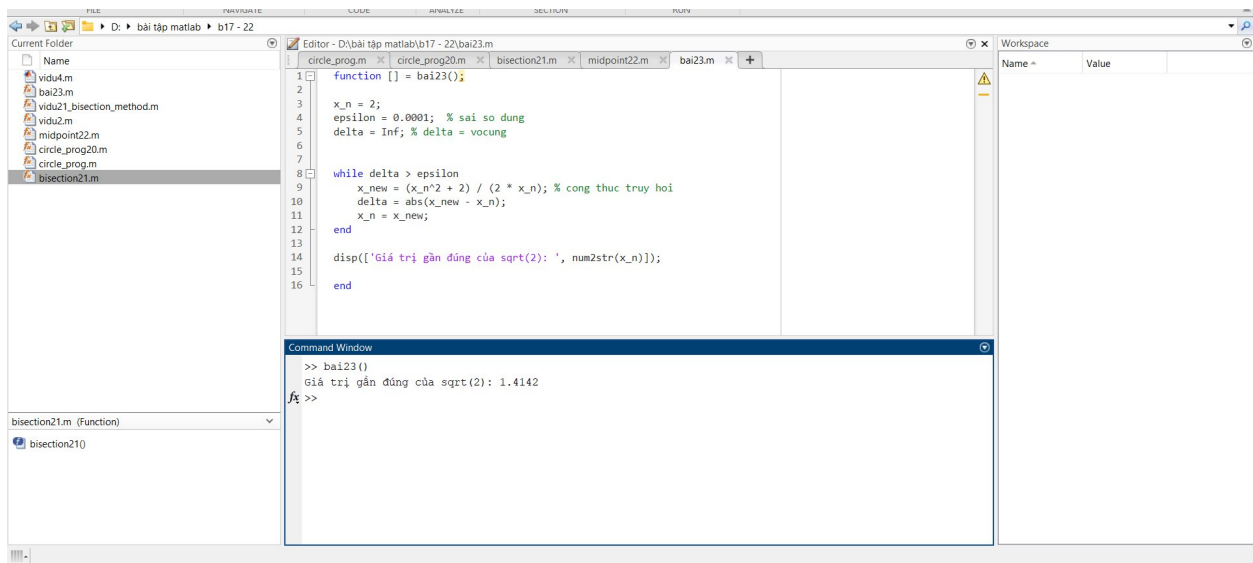 FILE NAVIGATE CODE ANALYZE SECTION RUN
D: bài tập matlab b17 - 22
Current Folder
Name
vidu4.m
bai23.m
vidu21_bisection_method.m
vidu2.m
midpoint22.m
circle_prog20.m
circle_prog.m
bisection21.m
bisection21.m (Function)
bisection21()
Editor - D:\bài tập matlab\b17 - 22\bai23.m
circle_prog.m circle_prog20.m bisection21.m midpoint22.m bai23.m
1 function [] = bai23();
2
3 x_n = 2;
4 epsilon = 0.0001; % sai so dung
5 delta = Inf; % delta = vocung
6
7
8 while delta > epsilon
9 x_new = (x_n^2 + 2) / (2 * x_n); % cong thuc truy hoi
10 delta = abs(x_new - x_n);
11 x_n = x_new;
12 end
13
14 disp(['Giá trị gần đúng của sqrt(2): ', num2str(x_n)]);
15
16 end
Command Window
>> bai23()
Giá trị gần đúng của sqrt(2): 1.4142
fx >>
Workspace
Name Value